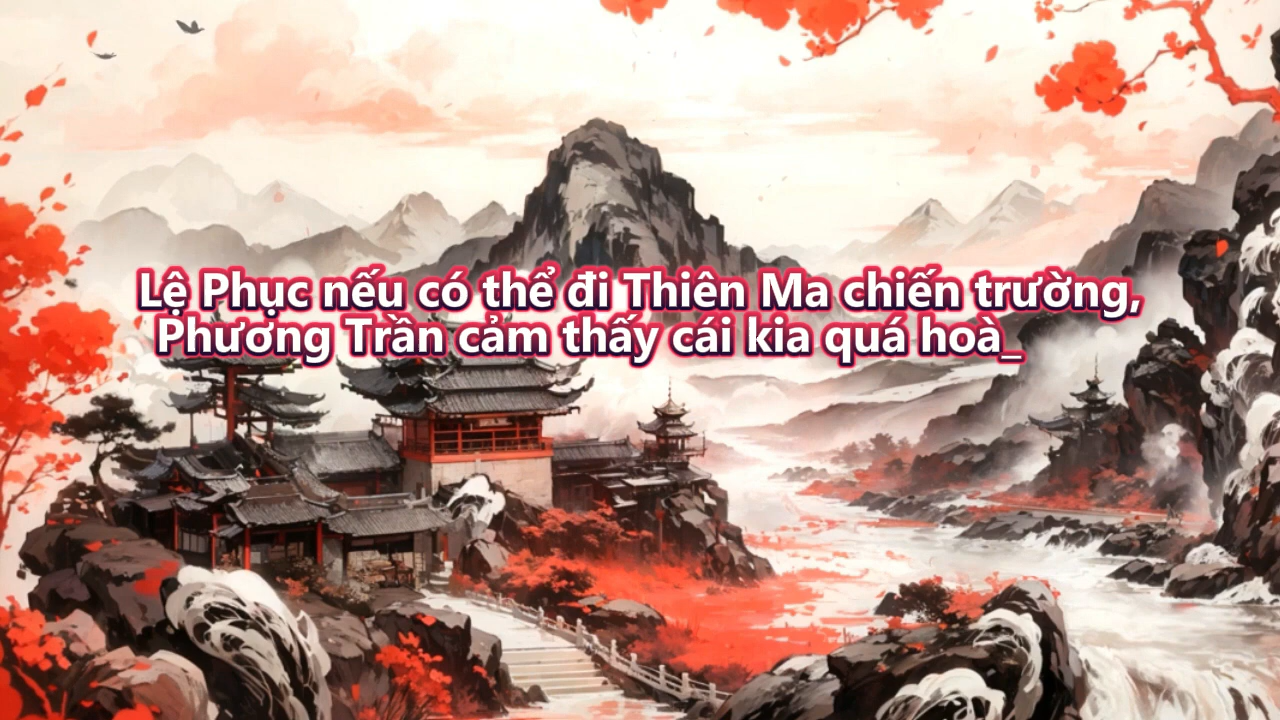 Lệ Phục nếu có thể đi Thiên Ma chiến trường,
Phương Trần cảm thấy cái kia quá hoà_